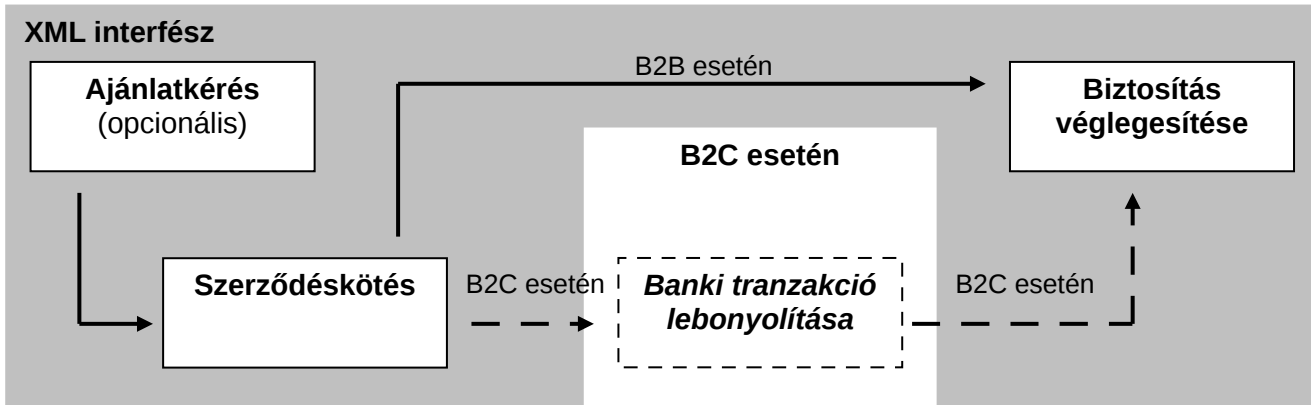 XML interfész
Ajánlatkérés
(opcionális)
B2B esetén
Biztosítás
véglegesítése
B2C esetén
Szerződéskötés
B2C esetén
Banki tranzakció
lebonyolítása
B2C esetén